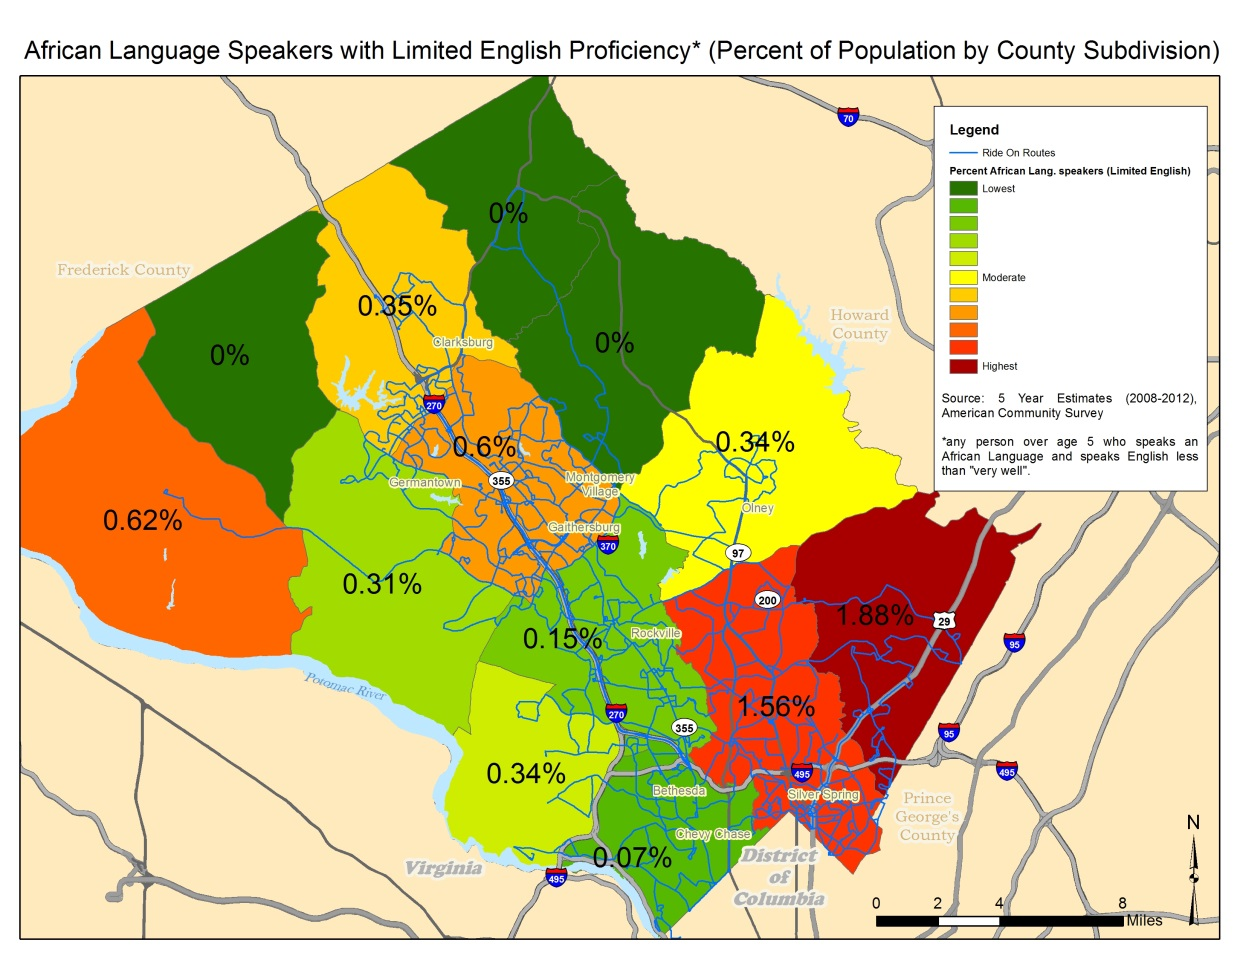 African Language Speakers with Limited English Proficiency* (Percent of Population by County Subdivision)
70
Legend
Ride On Routes
Percent African Lang. speakers (Limited English)
Lowest
Moderate
Highest
Source: 5 Year Estimates (2008-2012),
American Community Survey
*any person over age 5 who speaks an
African Language and speaks English less
than "very well".
0%
Frederick County
0.35%
Howard
County
Clarksburg
0%
0%
270
0.34%
0.6%
Germantown
355
Montgomery
Village
Olney
0.62%
Gaithersburg
370
97
0.31%
200
1.88%
29
0.15%
Rockville
95
Potomac River
270
1.56%
355
95
0.34%
495
495
Bethesda
Silver Spring
Prince
George's
County
Chevy Chase
0.07%
District
of
Columbia
Virginia
495
N
0 2 4 8
Miles